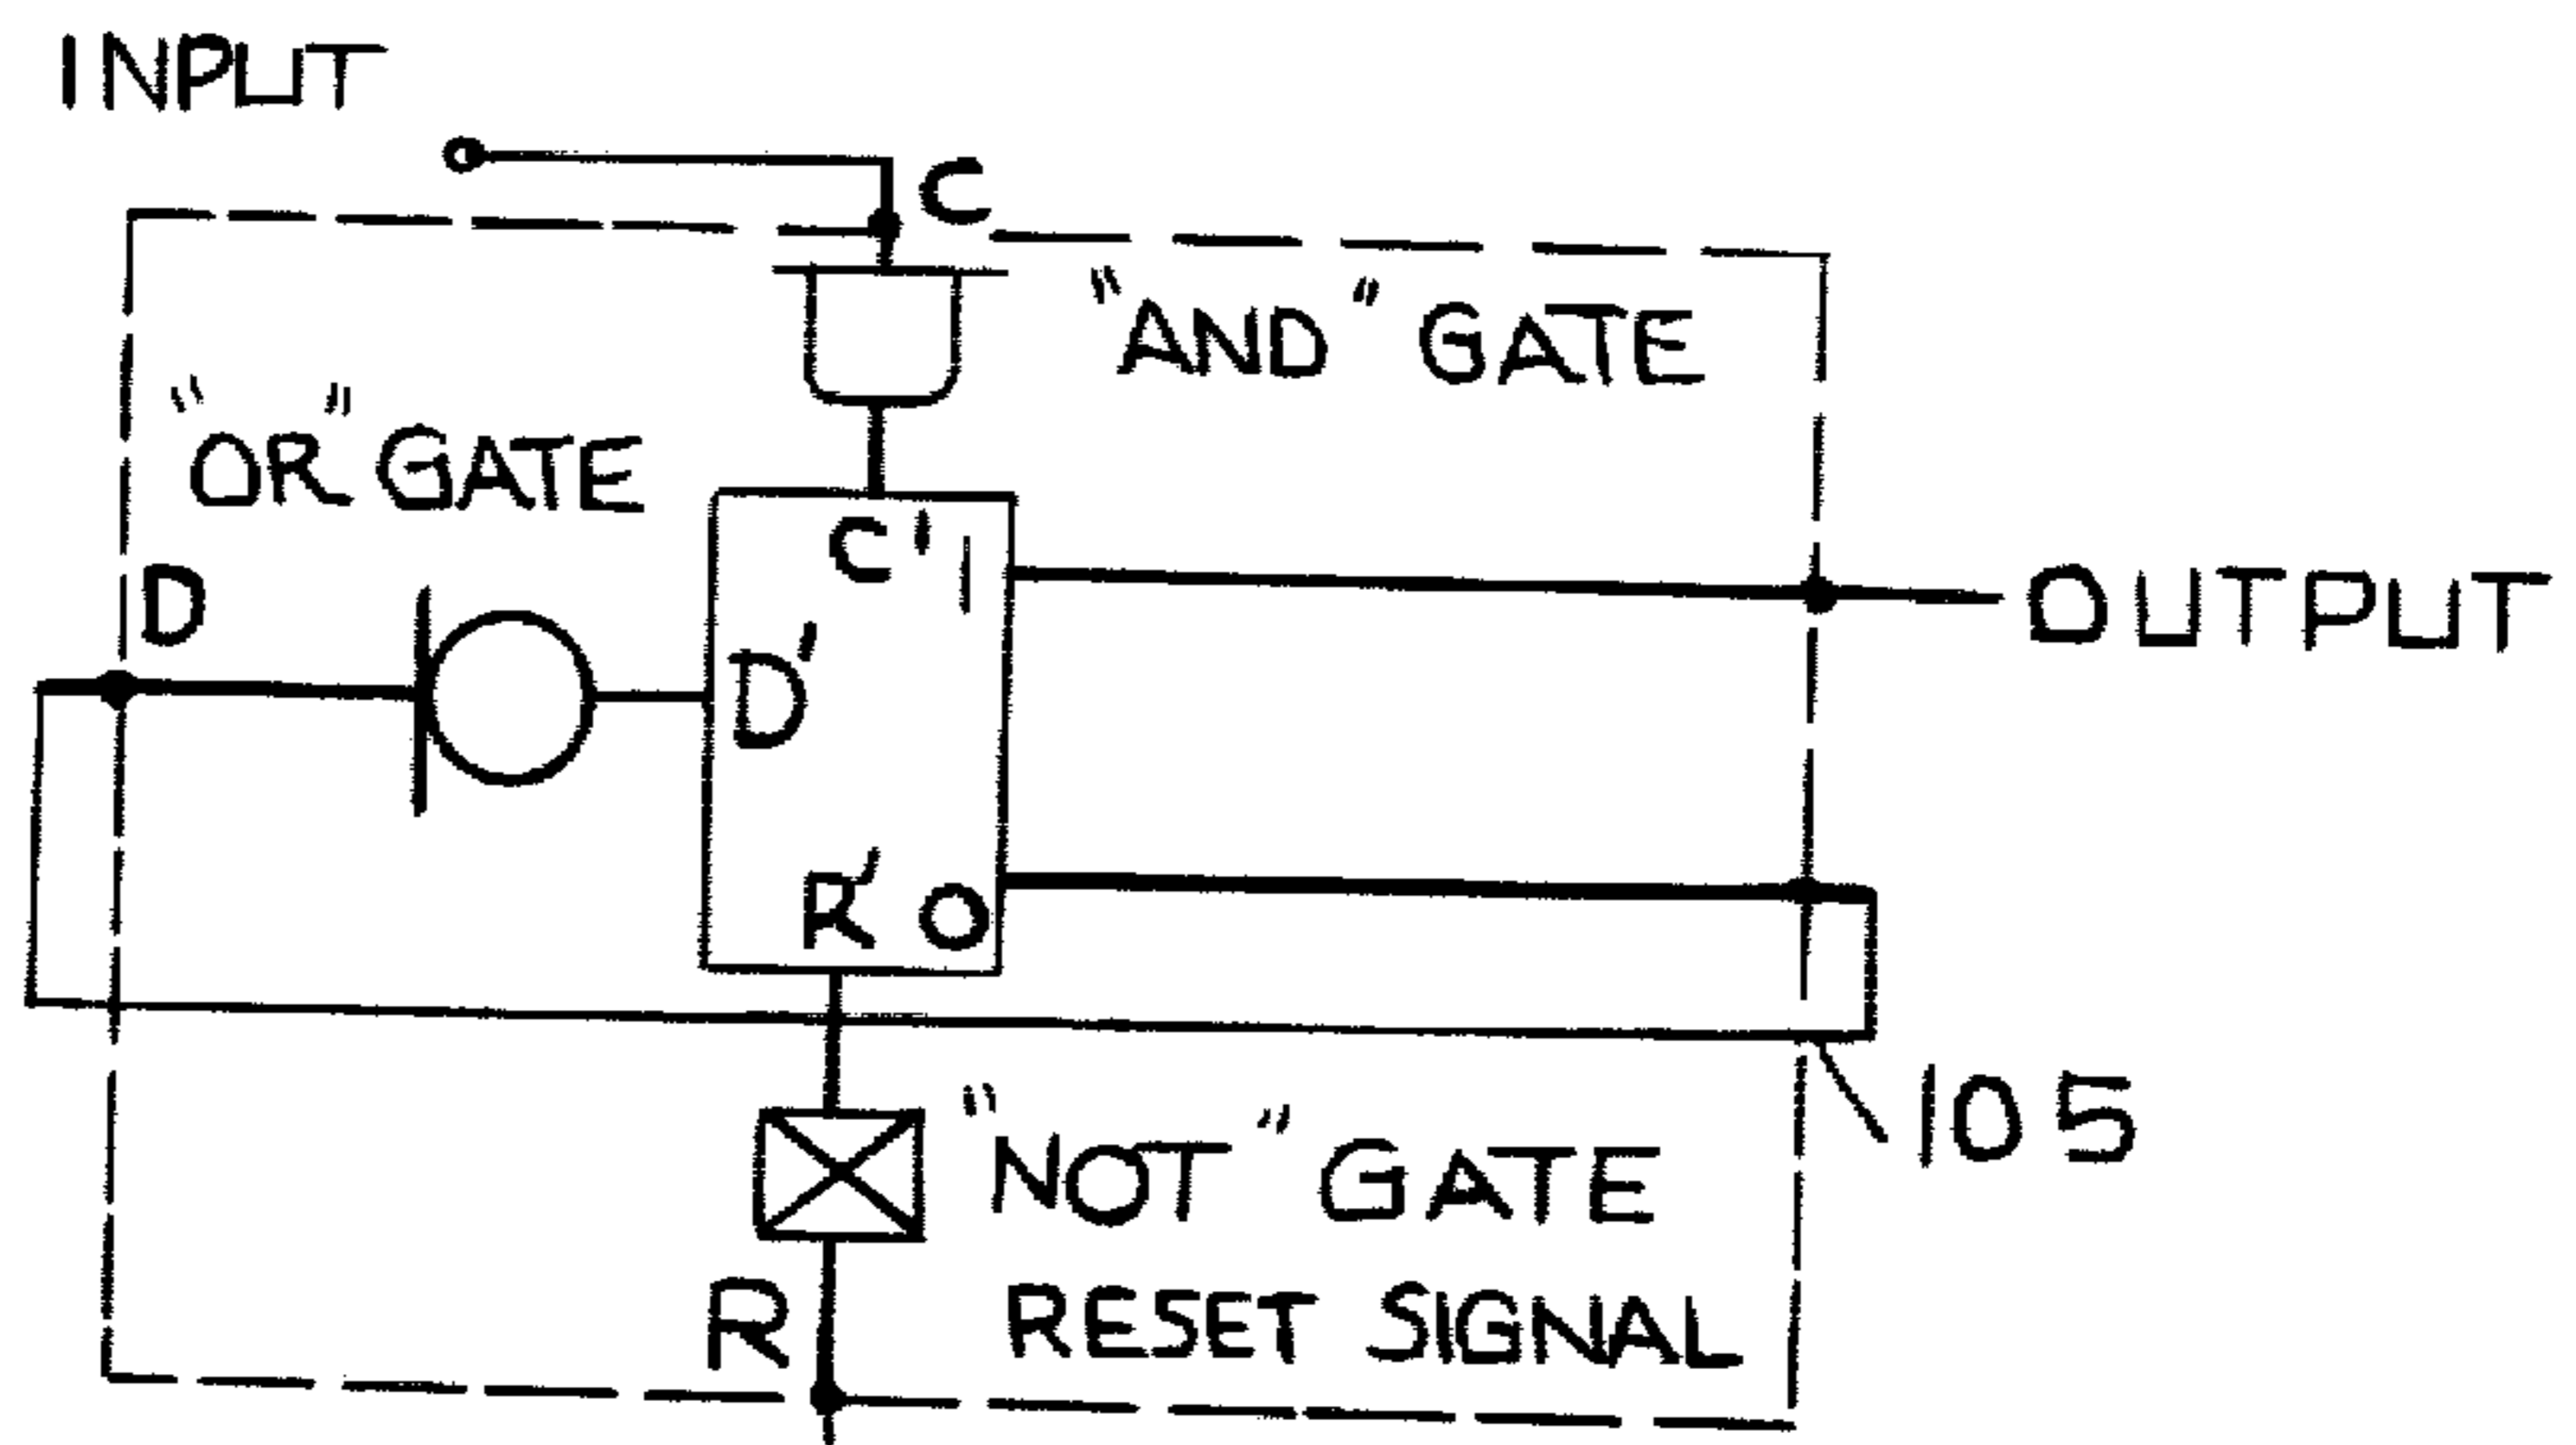 INPUT
C
"AND" GATE
"OR" GATE
D
C' 1
OUTPUT
D'
R' O
105
"NOT" GATE
R
RESET SIGNAL